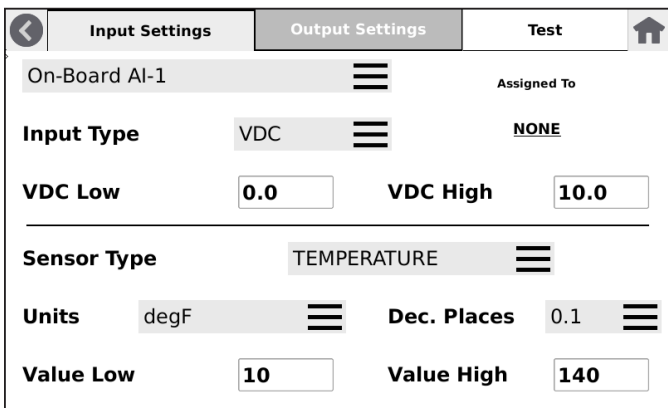 Input Settings Output Settings Test
On-Board AI-1
Assigned To
Input Type VDC NONE
VDC Low 0.0 VDC High 10.0
Sensor Type TEMPERATURE
Units degF Dec. Places 0.1
Value Low 10 Value High 140